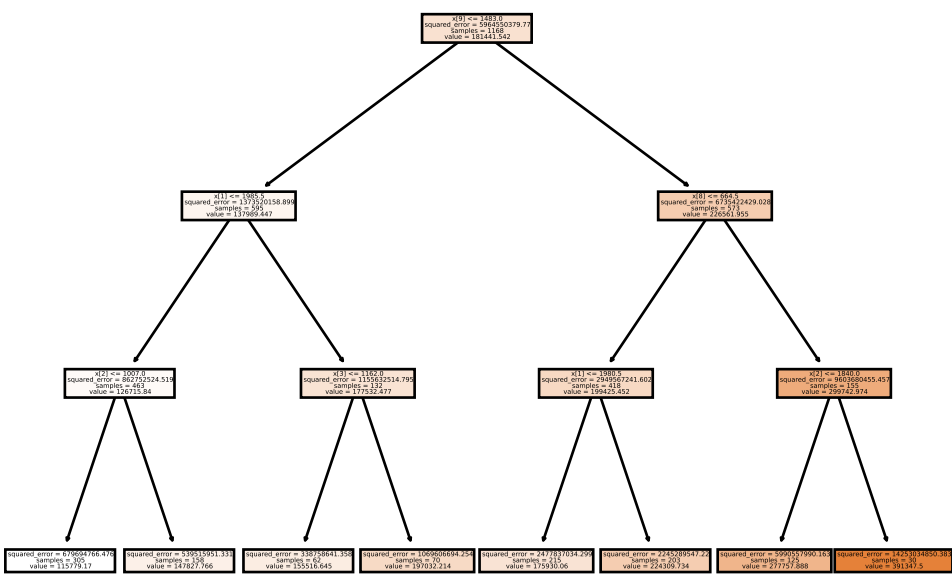 x[9] <= 1483.0
squared_error = 5964550379.77
samples = 1168
value = 181441.542
x[1] <= 1985.5
squared_error = 1373520158.899
samples = 595
value = 137989.447
x[8] <= 664.5
squared_error = 6735422429.028
samples = 573
value = 226561.955
x[2] <= 1007.0
squared_error = 862752524.519
samples = 463
value = 126715.84
x[3] <= 1162.0
squared_error = 1155632514.795
samples = 132
value = 177532.477
x[1] <= 1980.5
squared_error = 2949567241.602
samples = 418
value = 199425.452
x[2] <= 1840.0
squared_error = 9603680455.457
samples = 155
value = 299742.974
squared_error = 679694766.476
samples = 305
value = 115779.17
squared_error = 539515951.331
samples = 158
value = 147827.766
squared_error = 338758641.358
samples = 62
value = 155516.645
squared_error = 1069606694.254
samples = 70
value = 197032.214
squared_error = 2477837034.299
samples = 215
value = 175930.06
squared_error = 2245289547.22
samples = 203
value = 224309.734
squared_error = 5990557990.163
samples = 125
value = 277757.888
squared_error = 14253034850.383
samples = 30
value = 391347.5